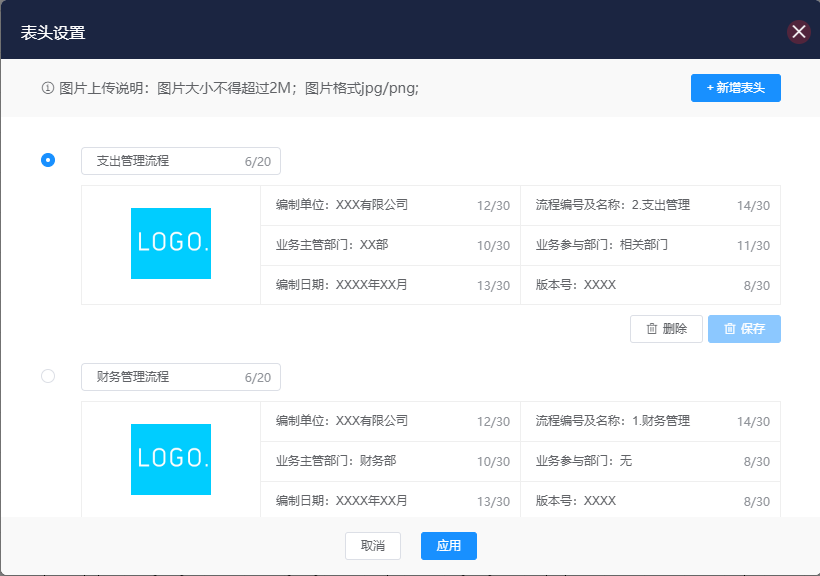 表头设置
图片上传说明：图片大小不得超过2M；图片格式jpg/png;
+ 新增表头
支出管理流程 6/20
LOGO.
编制单位：XXX有限公司 12/30 流程编号及名称：2.支出管理 14/30
业务主管部门：XX部 10/30 业务参与部门：相关部门 11/30
编制日期：XXXX年XX月 13/30 版本号：XXXX 8/30
删除 保存
财务管理流程 6/20
LOGO.
编制单位：XXX有限公司 12/30 流程编号及名称：1.财务管理 14/30
业务主管部门：财务部 10/30 业务参与部门：无 8/30
编制日期：XXXX年XX月 13/30 版本号：XXXX 8/30
取消 应用